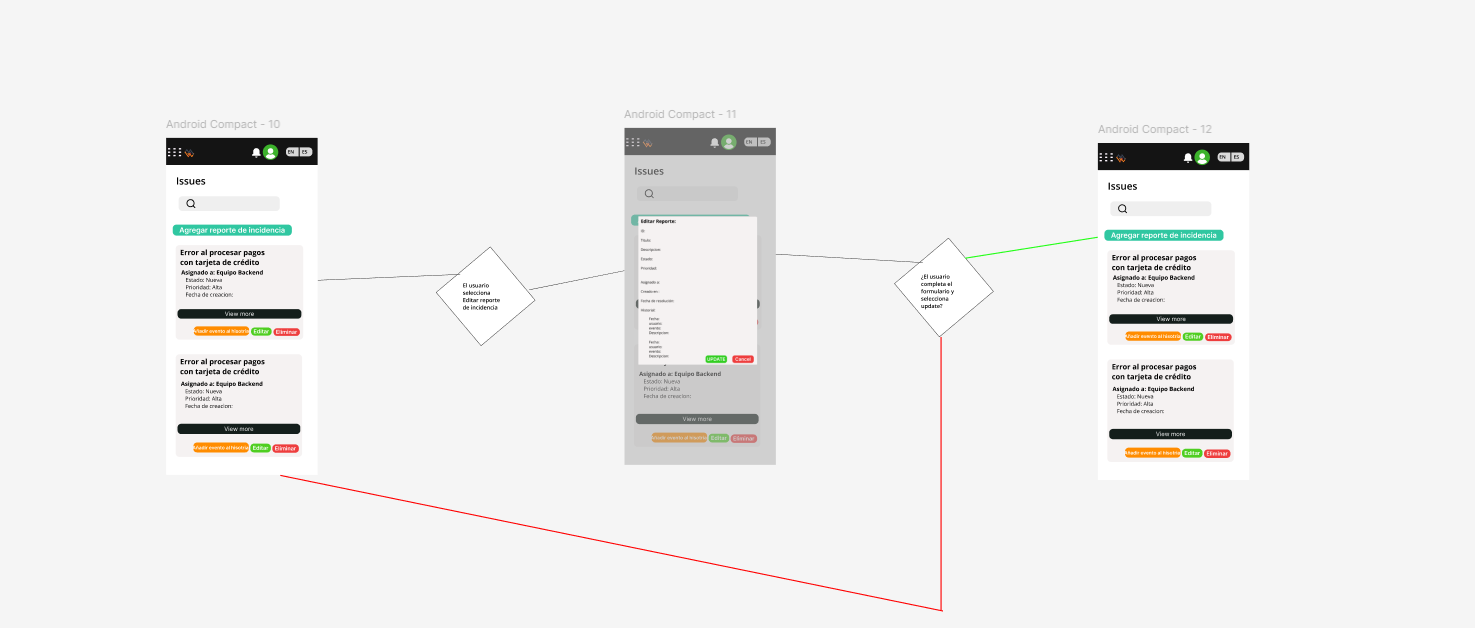 Android Compact - 10
EN ES
Issues
Agregar reporte de incidencia
Error al procesar pagos
con tarjeta de crédito
Asignado a: Equipo Backend
Estado: Nueva
Prioridad: Alta
Fecha de creacion:
View more
Añadir evento al hisotria
Editar
Eliminar
Error al procesar pagos
con tarjeta de crédito
Asignado a: Equipo Backend
Estado: Nueva
Prioridad: Alta
Fecha de creacion:
View more
Añadir evento al hisotria
Editar
Eliminar
El usuario
selecciona
Editar reporte
de incidencia
Android Compact - 11
EN ES
Issues
Editar Reporte:
ID:
Titulo:
Descripcion:
Estado:
Prioridad:
Asignado a:
Creado en:
Fecha de resolucion:
Historial:
Fecha:
usuario:
evento:
Descripcion:
Fecha:
usuario:
evento:
Descripcion:
UPDATE
Cancel
Asignado a: Equipo Backend
Estado: Nueva
Prioridad: Alta
Fecha de creacion:
View more
Añadir evento al hisotria
Editar
Eliminar
¿El usuario
completa el
formulario y
selecciona
update?
Android Compact - 12
EN ES
Issues
Agregar reporte de incidencia
Error al procesar pagos
con tarjeta de crédito
Asignado a: Equipo Backend
Estado: Nueva
Prioridad: Alta
Fecha de creacion:
View more
Añadir evento al hisotria
Editar
Eliminar
Error al procesar pagos
con tarjeta de crédito
Asignado a: Equipo Backend
Estado: Nueva
Prioridad: Alta
Fecha de creacion:
View more
Añadir evento al hisotria
Editar
Eliminar